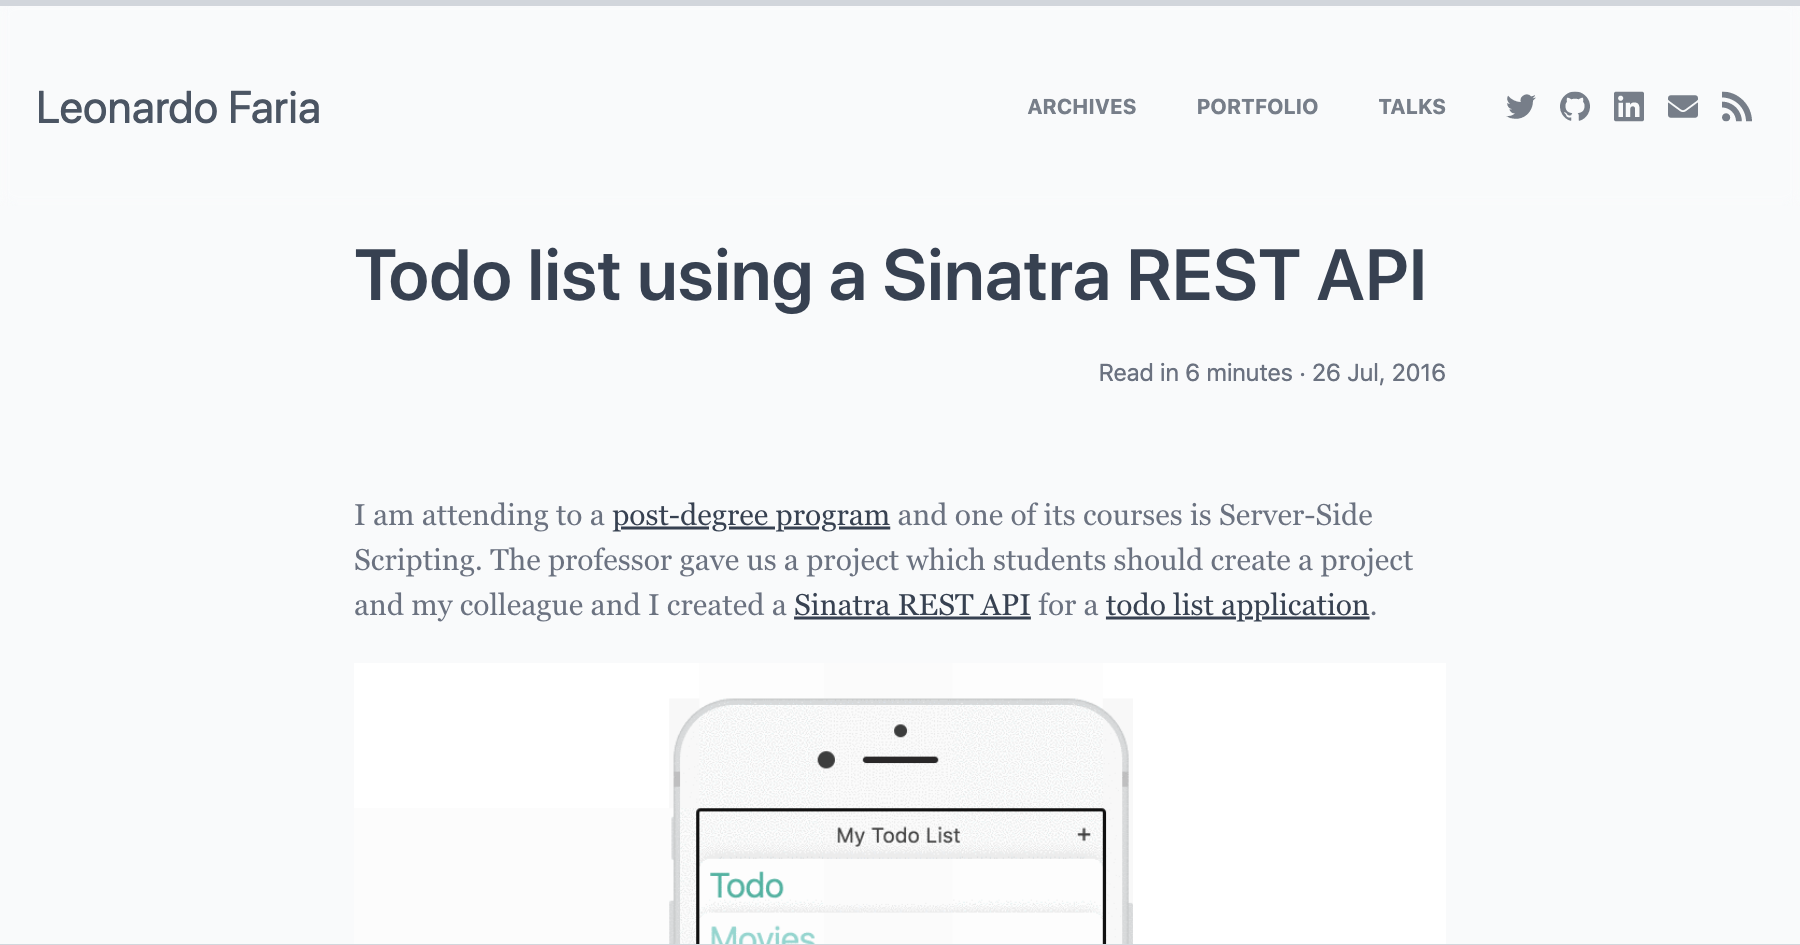 Leonardo Faria
ARCHIVES PORTFOLIO TALKS
Todo list using a Sinatra REST API
Read in 6 minutes · 26 Jul, 2016
I am attending to a post-degree program and one of its courses is Server-Side
Scripting. The professor gave us a project which students should create a project
and my colleague and I created a Sinatra REST API for a todo list application.
My Todo List +
Todo
Movies